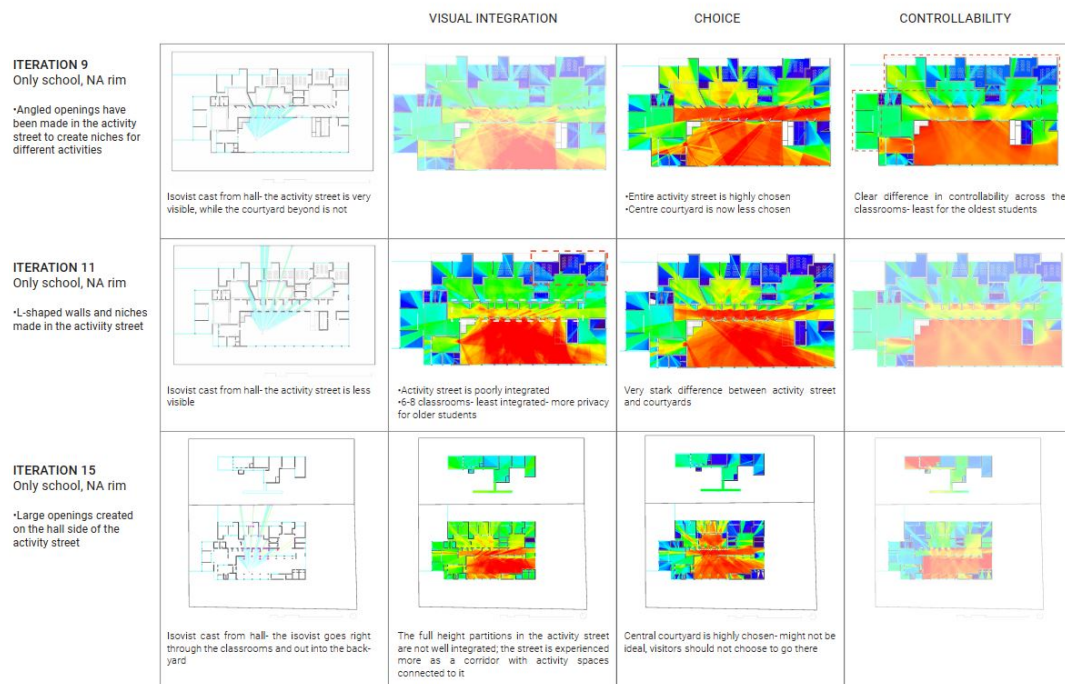 VISUAL INTEGRATION
CHOICE
CONTROLLABILITY
ITERATION 9
Only school, NA rim
•Angled openings have
been made in the activity
street to create niches for
different activities
Isovist cast from hall- the activity street is very
visible, while the courtyard beyond is not
•Entire activity street is highly chosen
•Centre courtyard is now less chosen
Clear difference in controllability across the
classrooms- least for the oldest students
ITERATION 11
Only school, NA rim
•L-shaped walls and niches
made in the activiity street
Isovist cast from hall- the activity street is less
visible
•Activity street is poorly integrated
•6-8 classrooms- least integrated- more privacy
for older students
Very stark difference between activity street
and courtyards
ITERATION 15
Only school, NA rim
•Large openings created
on the hall side of the
activity street
Isovist cast from hall- the isovist goes right
through the classrooms and out into the back-
yard
The full height partitions in the activity street
are not well integrated; the street is experienced
more as a corridor with activity spaces
connected to it
Central courtyard is highly chosen- might not be
ideal, visitors should not choose to go there